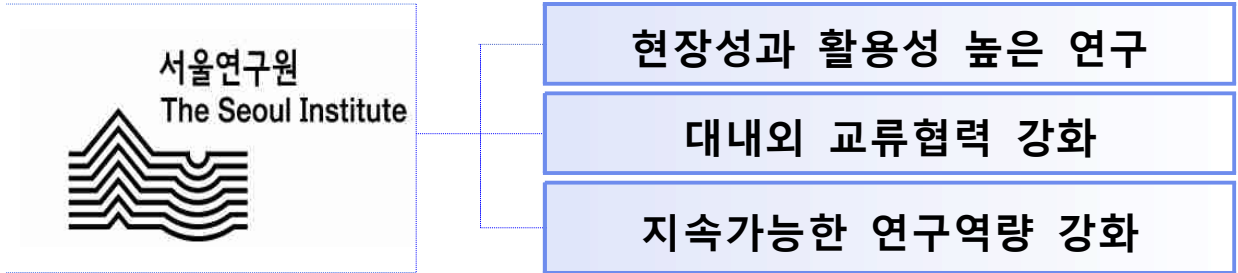 서울연구원
The Seoul Institute
현장성과 활용성 높은 연구
대내외 교류협력 강화
지속가능한 연구역량 강화